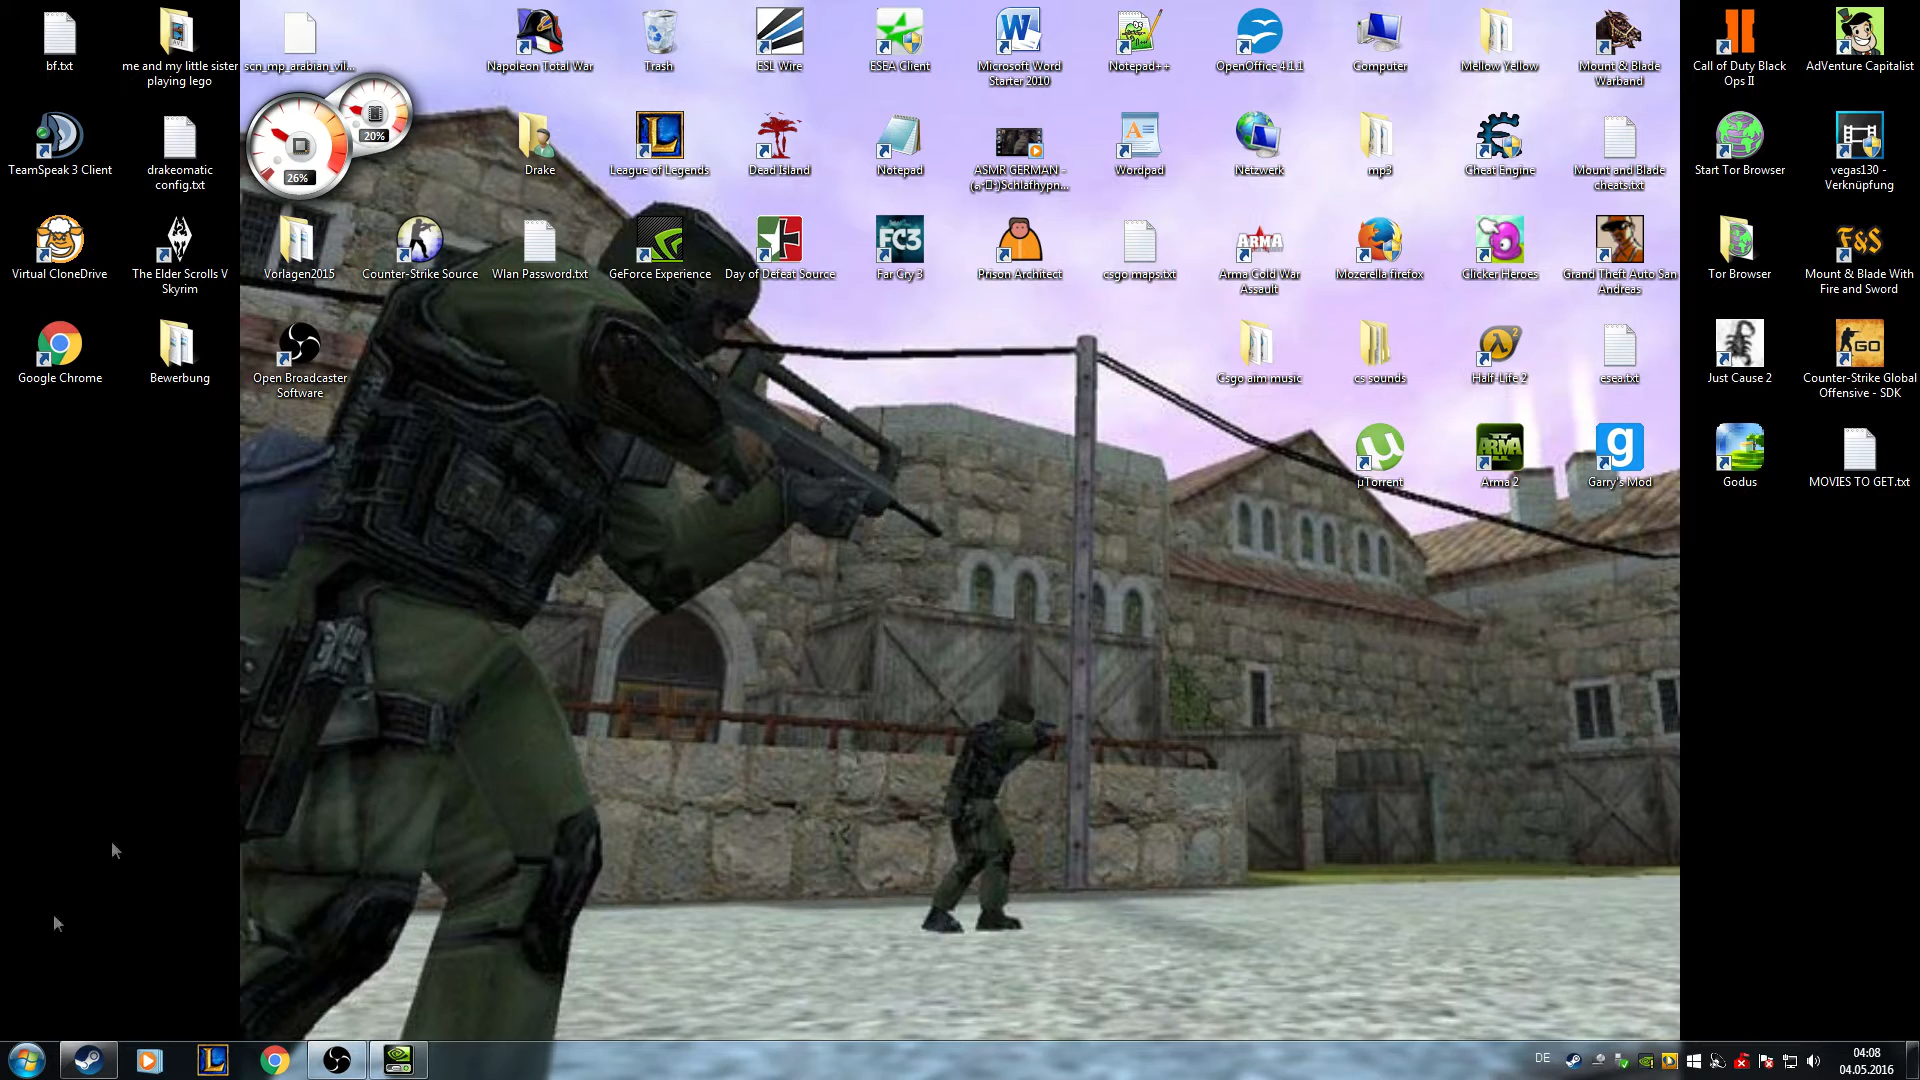 bf.txt
me and my little sister
playing lego
scn_mp_arabian_vil...
Napoleon Total War
Trash
ESL Wire
ESEA Client
Microsoft Word
Starter 2010
Notepad++
OpenOffice 4.1.1
Computer
Mellow Yellow
Mount & Blade
Warband
Call of Duty Black
Ops II
AdVenture Capitalist
20%
26%
TeamSpeak 3 Client
drakeomatic
config.txt
Drake
League of Legends
Dead Island
Notepad
ASMR GERMAN -
Wordpad
Netzwerk
mp3
Cheat Engine
Mount and Blade
cheats.txt
Start Tor Browser
vegas130 -
Verknüpfung
Virtual CloneDrive
The Elder Scrolls V
Skyrim
Vorlagen2015
Counter-Strike Source
Wlan Password.txt
GeForce Experience
Day of Defeat Source
FC3
Far Cry 3
Prison Architect
csgo maps.txt
ARMA
Arma Cold War
Assault
Mozerella firefox
Clicker Heroes
Grand Theft Auto San
Andreas
Tor Browser
F&S
Mount & Blade With
Fire and Sword
Google Chrome
Bewerbung
Open Broadcaster
Software
Csgo aim music
cs sounds
Half-Life 2
esea.txt
Just Cause 2
GO
Counter-Strike Global
Offensive - SDK
µTorrent
ARMA
Arma 2
g
Garry's Mod
Godus
MOVIES TO GET.txt
DE
04:08
04.05.2016